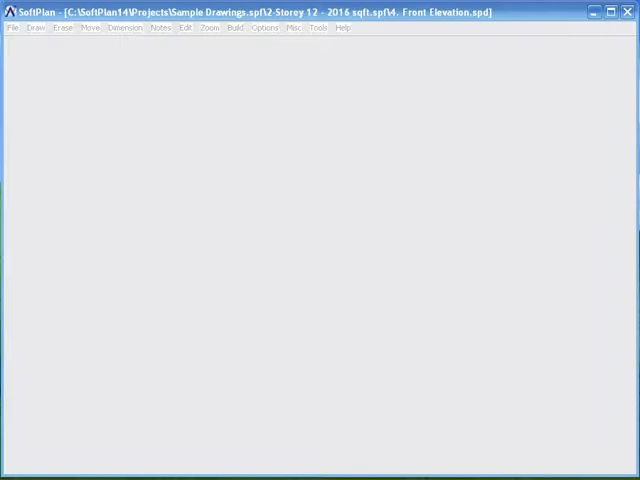 SoftPlan - [C:\SoftPlan14\Projects\Sample Drawings.spf\2-Storey 12 - 2016 sqft.spf\4. Front Elevation.spd]
File Draw Erase Move Dimension Notes Edit Zoom Build Options Misc Tools Help